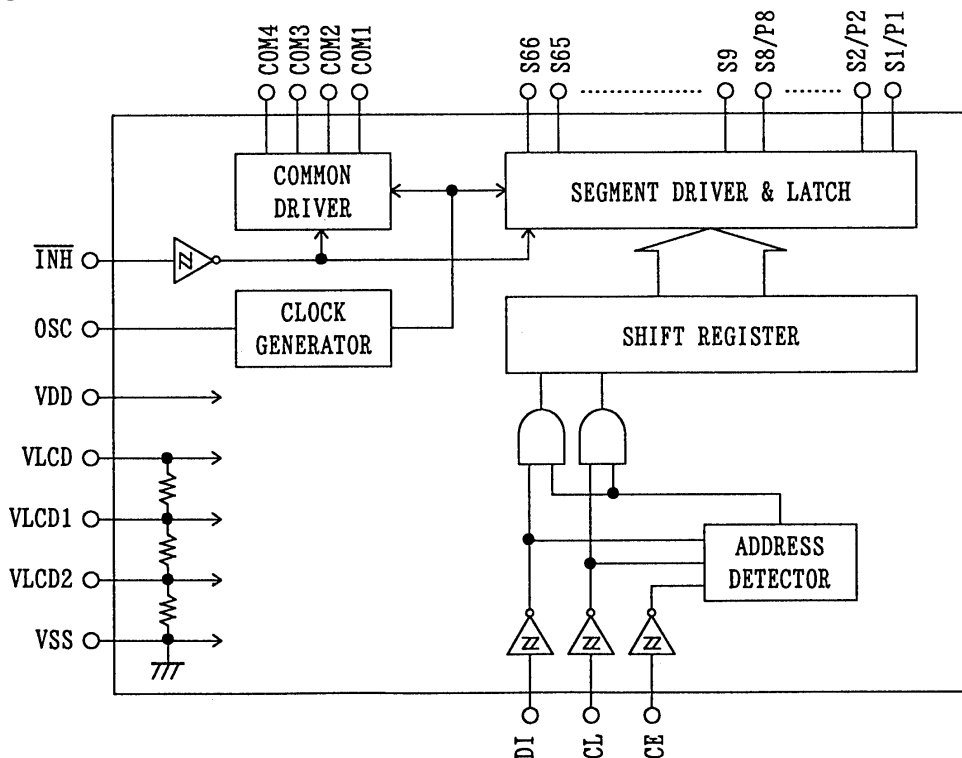 COM4
COM3
COM2
COM1
S66
S65
S9
S8/P8
S2/P2
S1/P1
COMMON
DRIVER
SEGMENT DRIVER & LATCH
INH
OSC
CLOCK
GENERATOR
SHIFT REGISTER
VDD
VLCD
VLCD1
VLCD2
VSS
ADDRESS
DETECTOR
DI
CL
CE